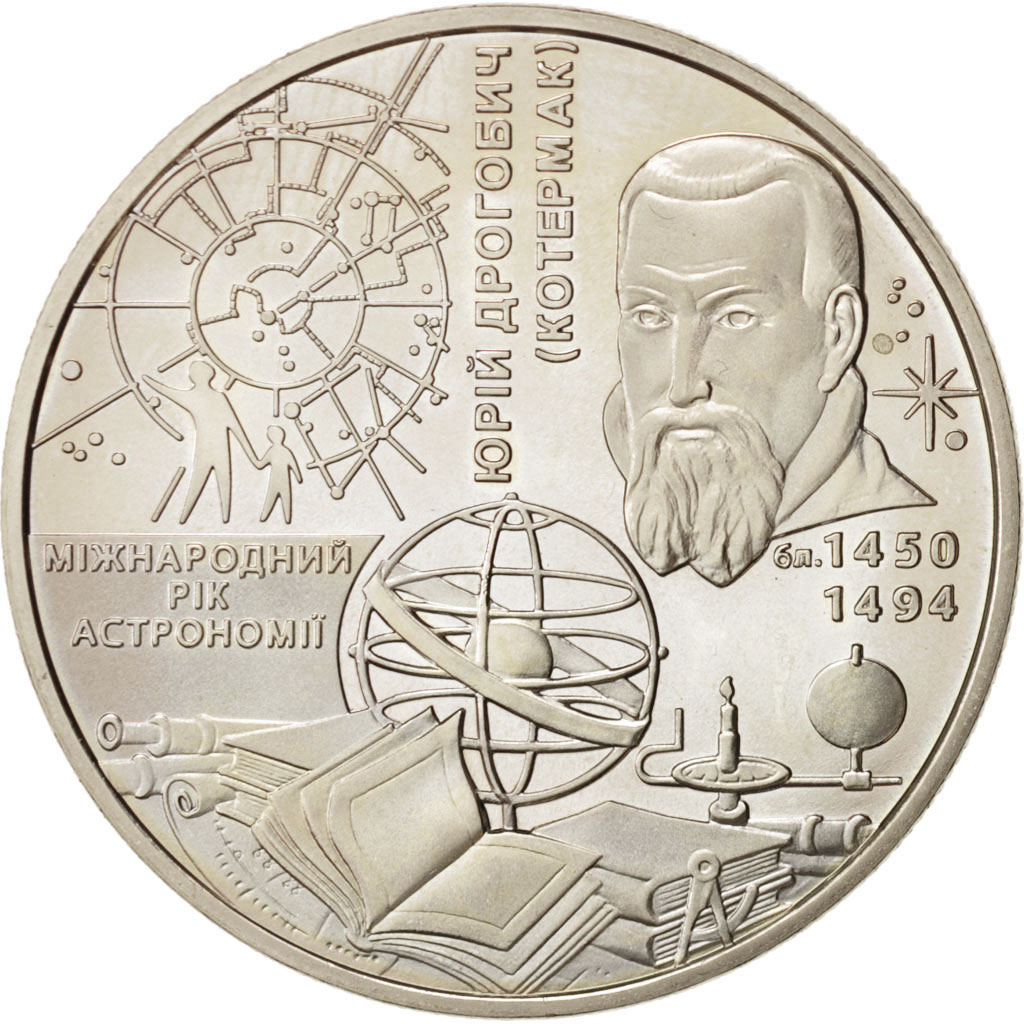 ЮРІЙ ДРОГОБИЧ
(КОТЕРМАК)
МІЖНАРОДНИЙ
РІК
АСТРОНОМІЇ
бл. 1450
1494